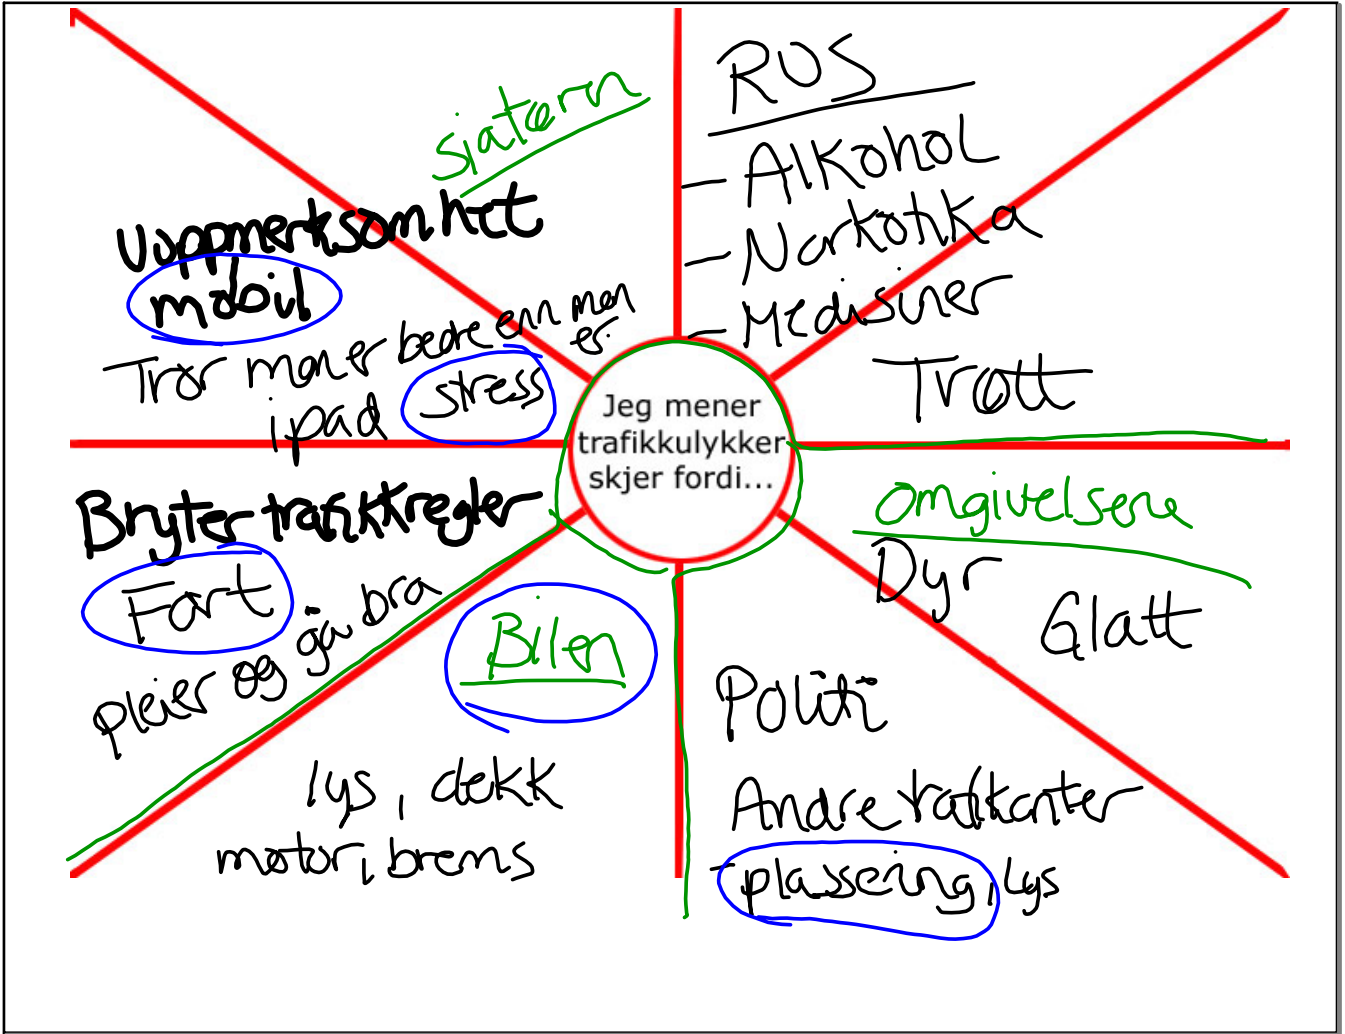 sjåføren
Uoppmerksomhet
mobil
Tror man er bedre enn man er.
ipad stress
RUS
- Alkohol
- Narkotika
- Medisiner
Trøtt
Jeg mener
trafikkulykker
skjer fordi...
Bryter trafikkregler
Fart
pleier og gå bra
Bilen
lys, dekk
motor, brems
Omgivelsene
Dyr
Glatt
Politi
Andre trafikanter
- plassering, lys